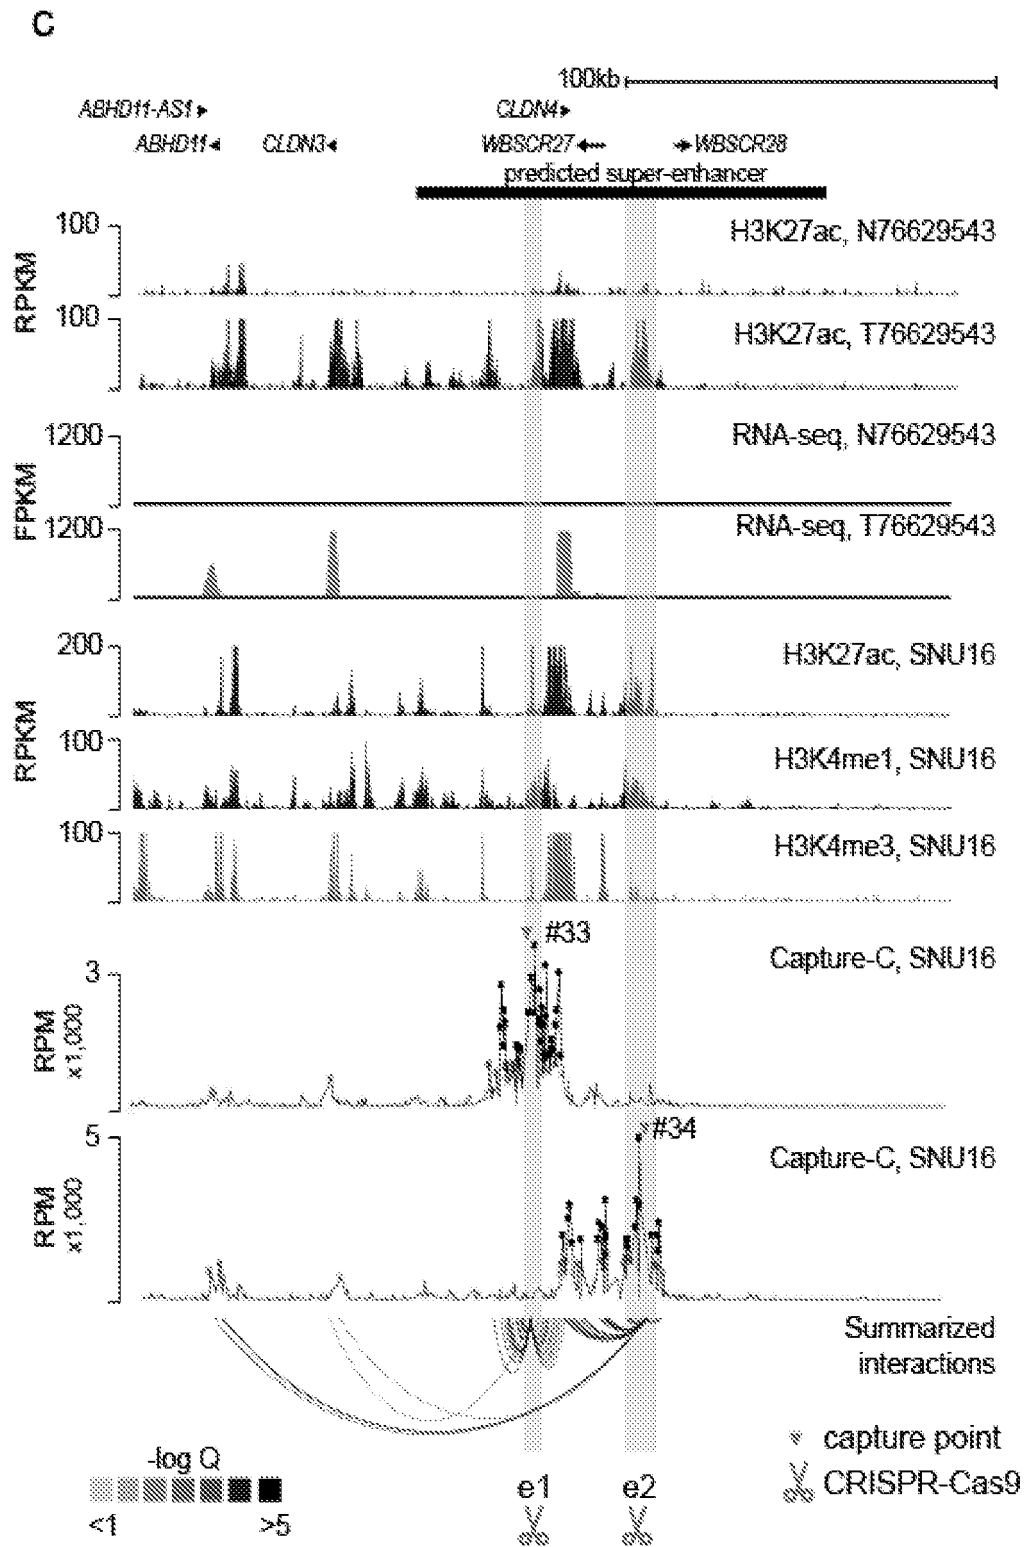 C
100kb
ABHD11-AS1 CLDN4
ABHD11 CLDN3 WBSCR27 WBSCR28
predicted super-enhancer
100
H3K27ac, N76629543
RPKM
100
H3K27ac, T76629543
1200
RNA-seq, N76629543
FPKM
1200
RNA-seq, T76629543
200
H3K27ac, SNU16
RPKM
100
H3K4me1, SNU16
100
H3K4me3, SNU16
#33
Capture-C, SNU16
3
RPM
x1,000
#34
5
Capture-C, SNU16
RPM
x1,000
Summarized
interactions
capture point
-log Q
e1 e2
CRISPR-Cas9
<1 >5